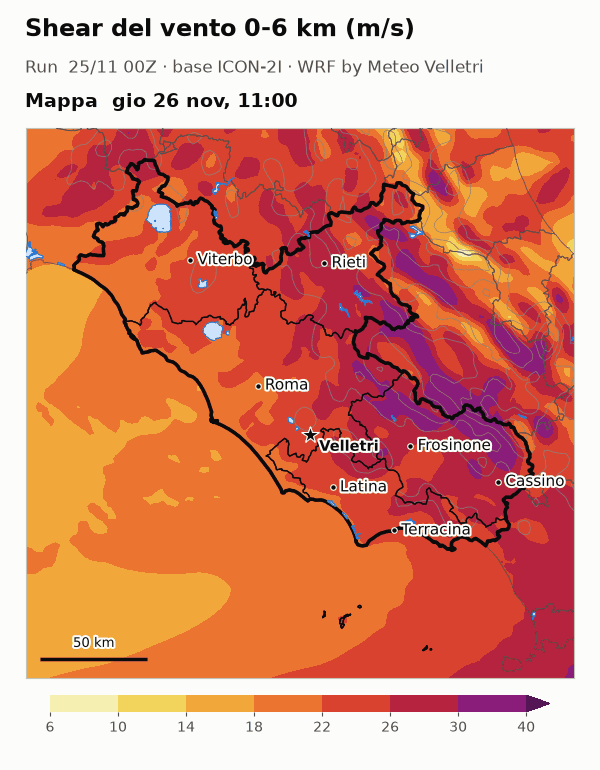 Shear del vento 0-6 km (m/s)
Run  25/11 00Z · base ICON-2I · WRF by Meteo Velletri
Mappa  gio 26 nov, 11:00
Viterbo
Rieti
Roma
Velletri
Frosinone
Latina
Cassino
Terracina
50 km
6 10 14 18 22 26 30 40